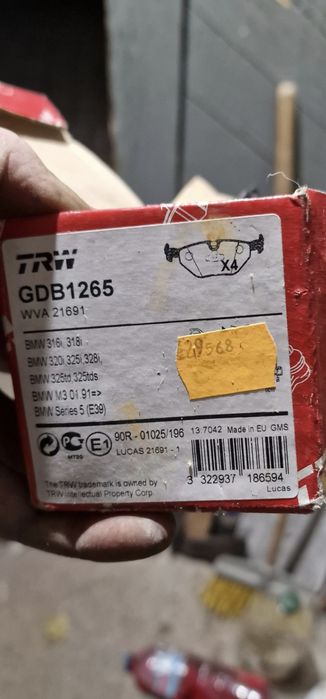 TRW
X4
GDB1265
WVA 21691
BMW 316i, 318i,
BMW 320i,325i,328i,
BMW 325td, 325tds
BMW M3 01.91=>
BMW Series 5 (E39)
E1
90R - 01025/196
13.7042 Made in EU GMS
LUCAS 21691 - 1
The TRW trademark is owned by
TRW Intellectual Property Corp.
3 322937 186594
Lucas